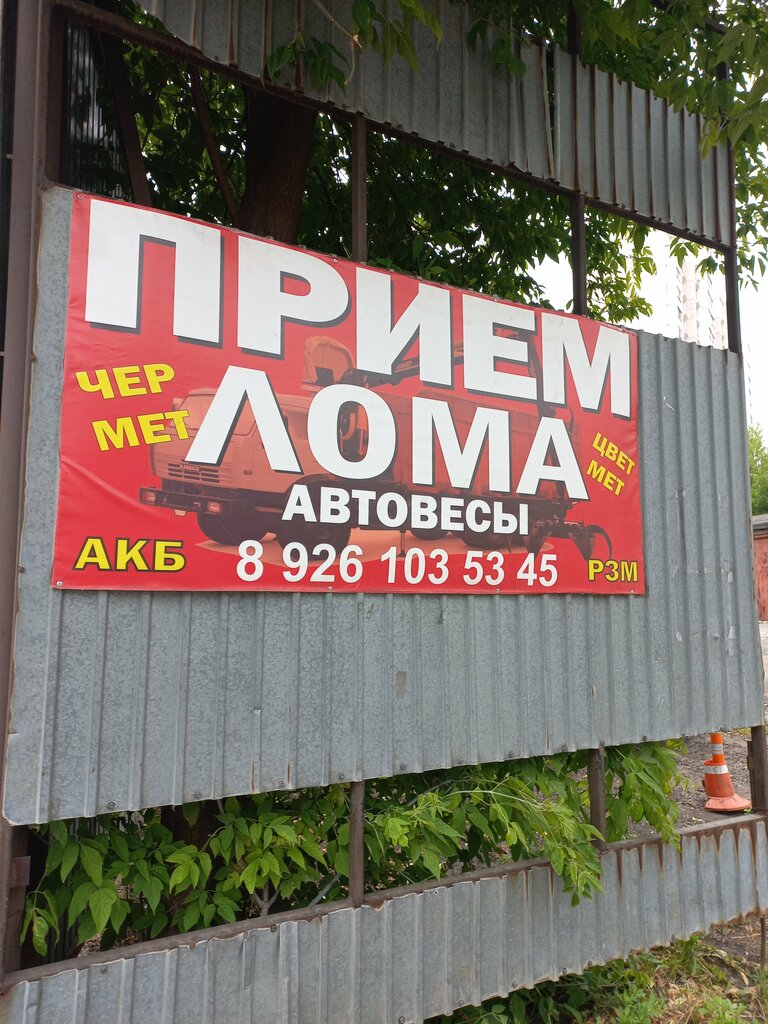 ПРИЕМ
ЧЕР
МЕТ
ЛОМА
ЦВЕТ
МЕТ
АВТОВЕСЫ
АКБ
8 926 103 53 45
РЗМ